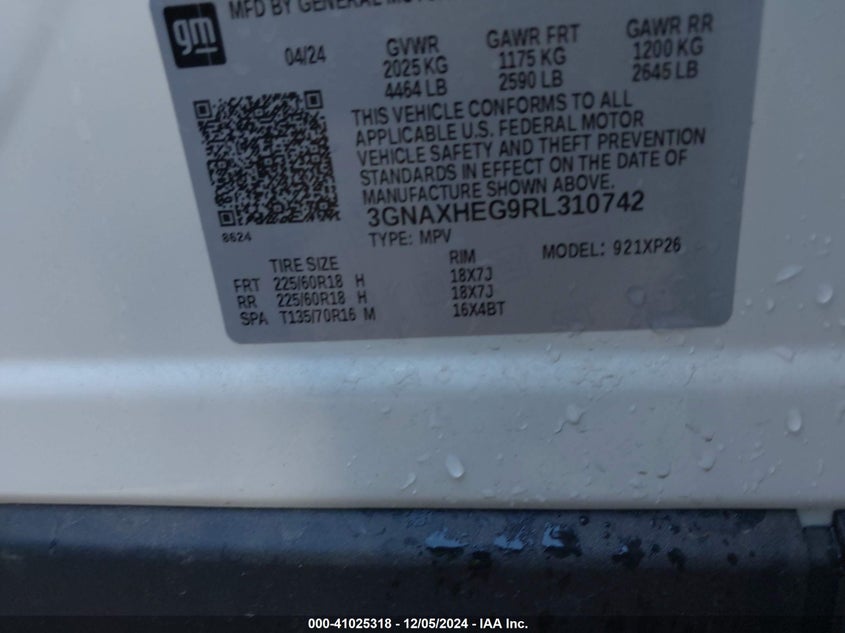 gm
MFD BY GENERAL
04/24
GVWR
2025 KG
4464 LB
GAWR FRT
1175 KG
2590 LB
GAWR RR
1200 KG
2645 LB
THIS VEHICLE CONFORMS TO ALL
APPLICABLE U.S. FEDERAL MOTOR
VEHICLE SAFETY AND THEFT PREVENTION
STANDARDS IN EFFECT ON THE DATE OF
MANUFACTURE SHOWN ABOVE.
3GNAXHEG9RL310742
8624
TYPE: MPV
MODEL: 921XP26
TIRE SIZE RIM
FRT 225/60R18 H 18X7J
RR 225/60R18 H 18X7J
SPA T135/70R16 M 16X4BT
000-41025318 - 12/05/2024 - IAA Inc.